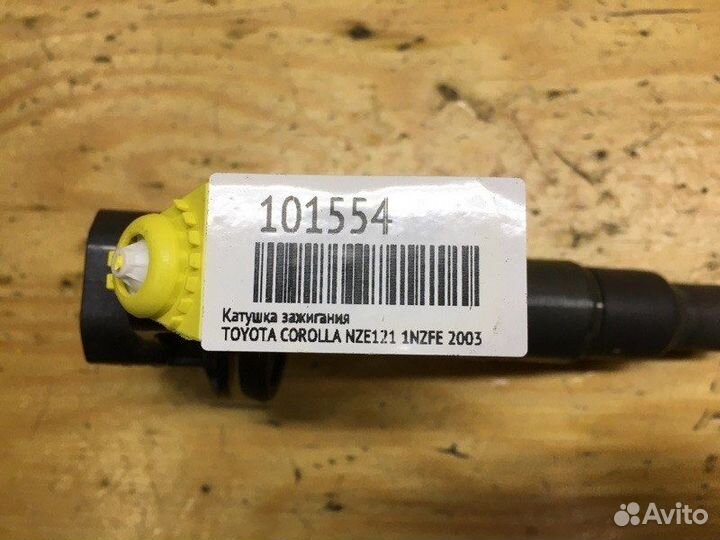 101554
Катушка зажигания
TOYOTA COROLLA NZE121 1NZFE 2003
Avito